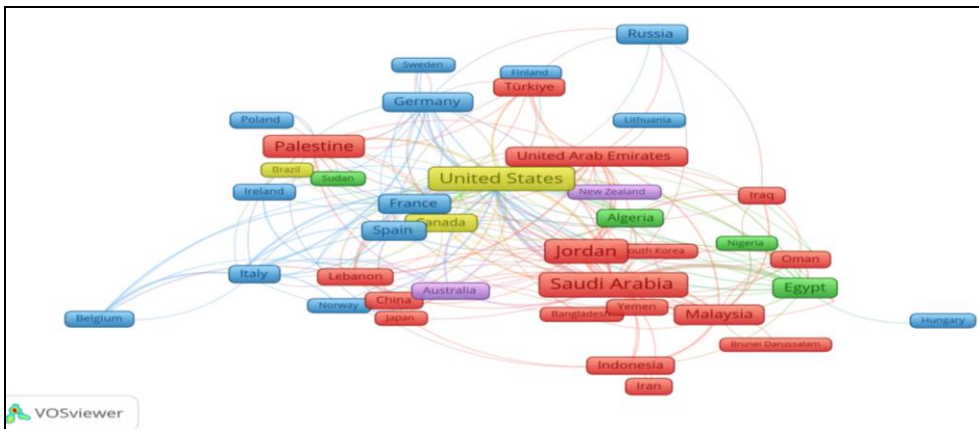 Russia
Sweden
Finland
Türkiye
Germany
Poland
Lithuania
Palestine
United Arab Emirates
Brazil
Sudan
United States
Ireland
New Zealand
Iraq
France
Canada
Algeria
Spain
Nigeria
Jordan
South Korea
Oman
Italy
Lebanon
Saudi Arabia
Egypt
Australia
Norway
China
Yemen
Bangladesh
Malaysia
Japan
Belgium
Hungary
Brunei Darussalam
Indonesia
Iran
VOSviewer